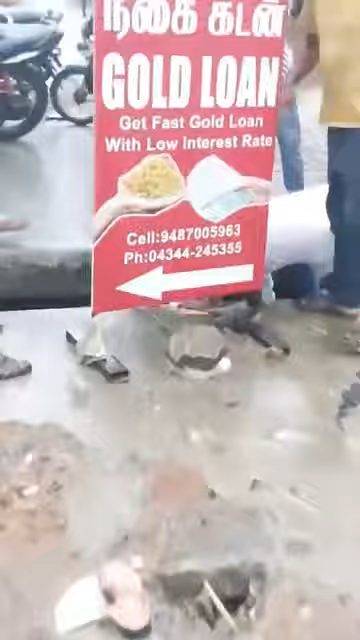 நகை கடன்
GOLD LOAN
Get Fast Gold Loan
With Low Interest Rate
Cell:9487005963
Ph:04344-245355